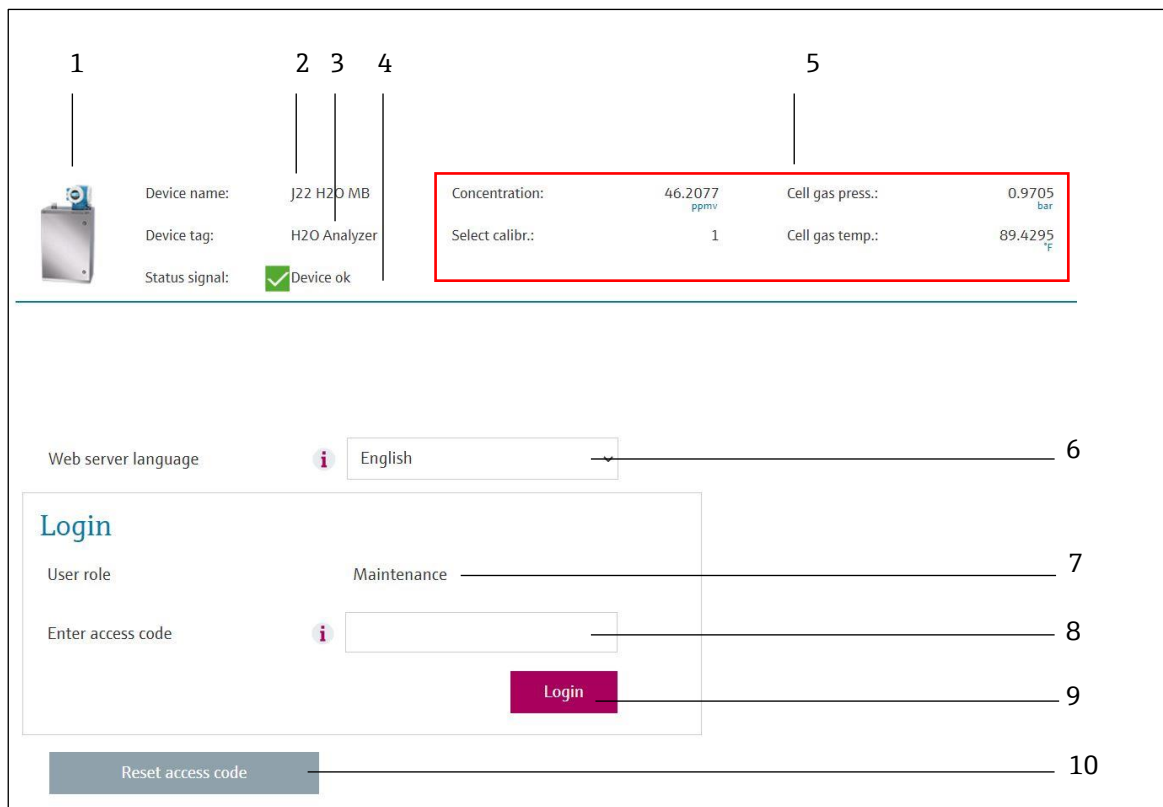 1 2 3 4 5
Device name: J22 H2O MB Concentration: 46.2077 ppmv Cell gas press.: 0.9705 bar
Device tag: H2O Analyzer Select calibr.: 1 Cell gas temp.: 89.4295 °F
Status signal: Device ok
Web server language i English 6
Login
User role Maintenance 7
Enter access code i 8
Login 9
Reset access code 10